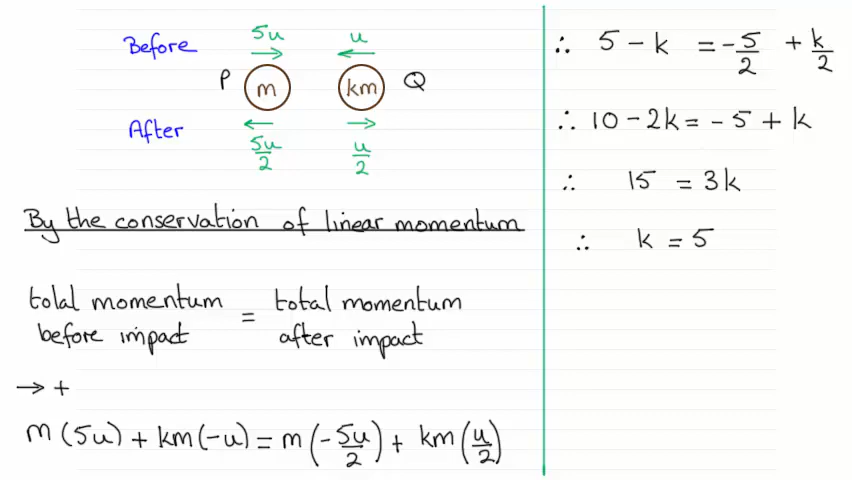 Before
5u
u
P
m
km
Q
After
5u/2
u/2
By the conservation of linear momentum
total momentum before impact = total momentum after impact
→ +
m(5u) + km(-u) = m(-5u/2) + km(u/2)
∴ 5 - k = -5/2 + k/2
∴ 10 - 2k = -5 + k
∴ 15 = 3k
∴ k = 5